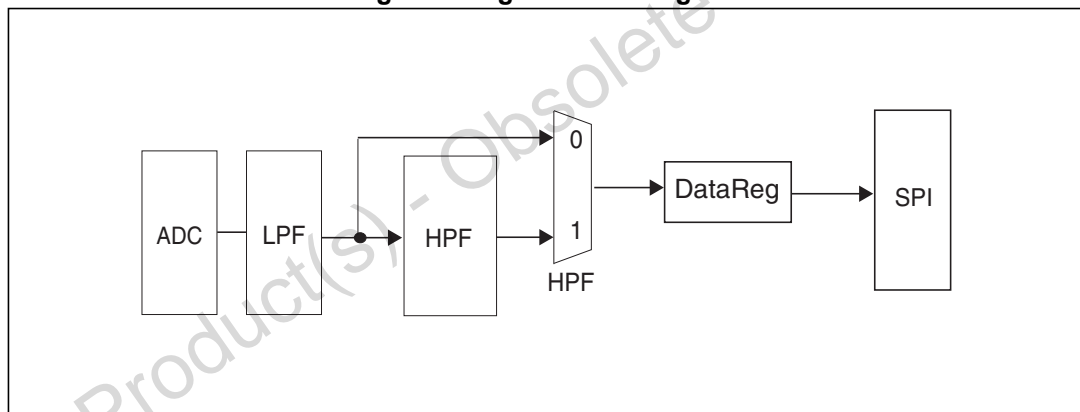 Product(s) - Obsolete
0
ADC
LPF
HPF
1
HPF
DataReg
SPI